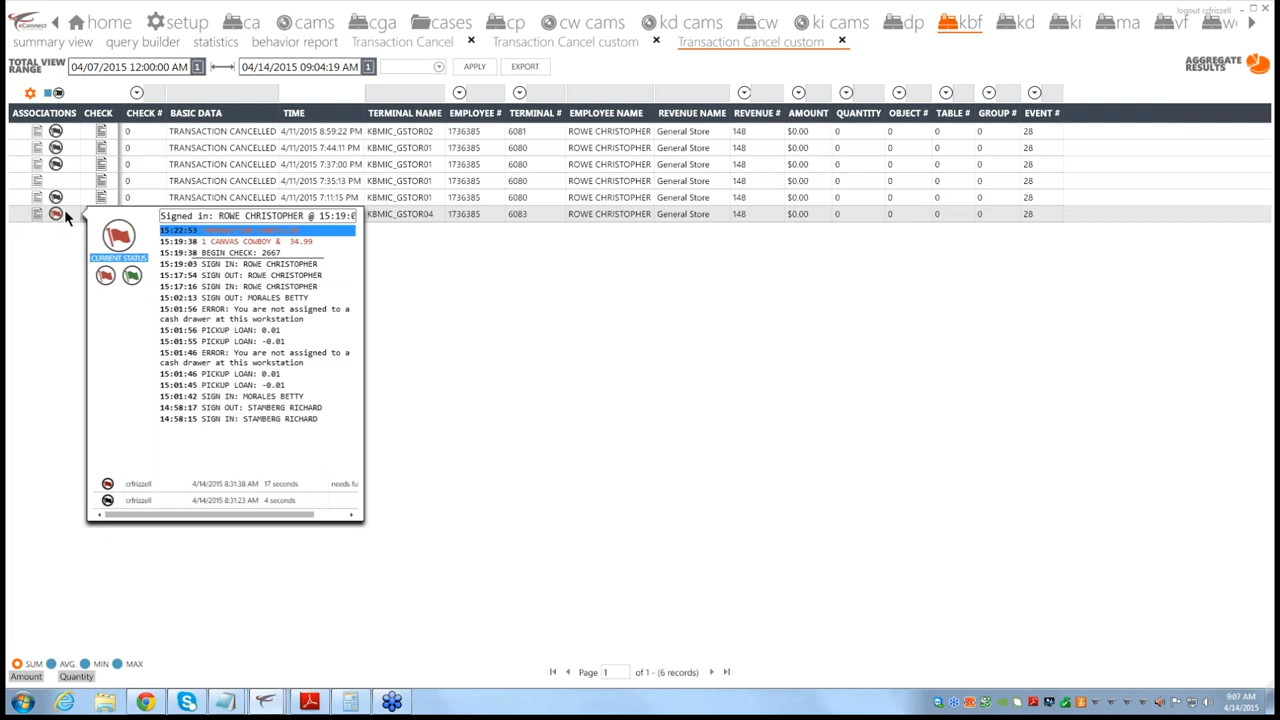 eConnect home setup ca cams cga cases cp cw cams kd cams cw ki cams dp kbf kd ki ma vf logout crfrizzell
summary view query builder statistics behavior report Transaction Cancel × Transaction Cancel custom × Transaction Cancel custom ×
TOTAL VIEW RANGE 04/07/2015 12:00:00 AM 1 04/14/2015 09:04:19 AM 1 APPLY EXPORT AGGREGATE RESULTS
ASSOCIATIONS CHECK CHECK # BASIC DATA TIME TERMINAL NAME EMPLOYEE # TERMINAL # EMPLOYEE NAME REVENUE NAME REVENUE # AMOUNT QUANTITY OBJECT # TABLE # GROUP # EVENT #
0 TRANSACTION CANCELLED 4/11/2015 8:59:22 PM KBMIC_GSTOR02 1736385 6081 ROWE CHRISTOPHER General Store 148 $0.00 0 0 0 0 28
0 TRANSACTION CANCELLED 4/11/2015 7:44:11 PM KBMIC_GSTOR01 1736385 6080 ROWE CHRISTOPHER General Store 148 $0.00 0 0 0 0 28
0 TRANSACTION CANCELLED 4/11/2015 7:37:00 PM KBMIC_GSTOR01 1736385 6080 ROWE CHRISTOPHER General Store 148 $0.00 0 0 0 0 28
0 TRANSACTION CANCELLED 4/11/2015 7:35:13 PM KBMIC_GSTOR01 1736385 6080 ROWE CHRISTOPHER General Store 148 $0.00 0 0 0 0 28
0 TRANSACTION CANCELLED 4/11/2015 7:11:15 PM KBMIC_GSTOR01 1736385 6080 ROWE CHRISTOPHER General Store 148 $0.00 0 0 0 0 28
KBMIC_GSTOR04 1736385 6083 ROWE CHRISTOPHER General Store 148 $0.00 0 0 0 0 28
Signed in: ROWE CHRISTOPHER @ 15:19:0
CURRENT STATUS
15:22:53
15:19:38 1 CANVAS COWBOY & 34.99
15:19:38 BEGIN CHECK: 2667
15:19:03 SIGN IN: ROWE CHRISTOPHER
15:17:54 SIGN OUT: ROWE CHRISTOPHER
15:17:16 SIGN IN: ROWE CHRISTOPHER
15:02:13 SIGN OUT: MORALES BETTY
15:01:56 ERROR: You are not assigned to a
cash drawer at this workstation
15:01:56 PICKUP LOAN: 0.01
15:01:55 PICKUP LOAN: -0.01
15:01:46 ERROR: You are not assigned to a
cash drawer at this workstation
15:01:46 PICKUP LOAN: 0.01
15:01:45 PICKUP LOAN: -0.01
15:01:42 SIGN IN: MORALES BETTY
14:58:17 SIGN OUT: STAMBERG RICHARD
14:58:15 SIGN IN: STAMBERG RICHARD
crfrizzell 4/14/2015 8:31:38 AM 17 seconds needs fu
crfrizzell 4/14/2015 8:31:23 AM 4 seconds
SUM AVG. MIN MAX
Amount Quantity
Page 1 of 1 - (6 records)
9:07 AM
4/14/2015